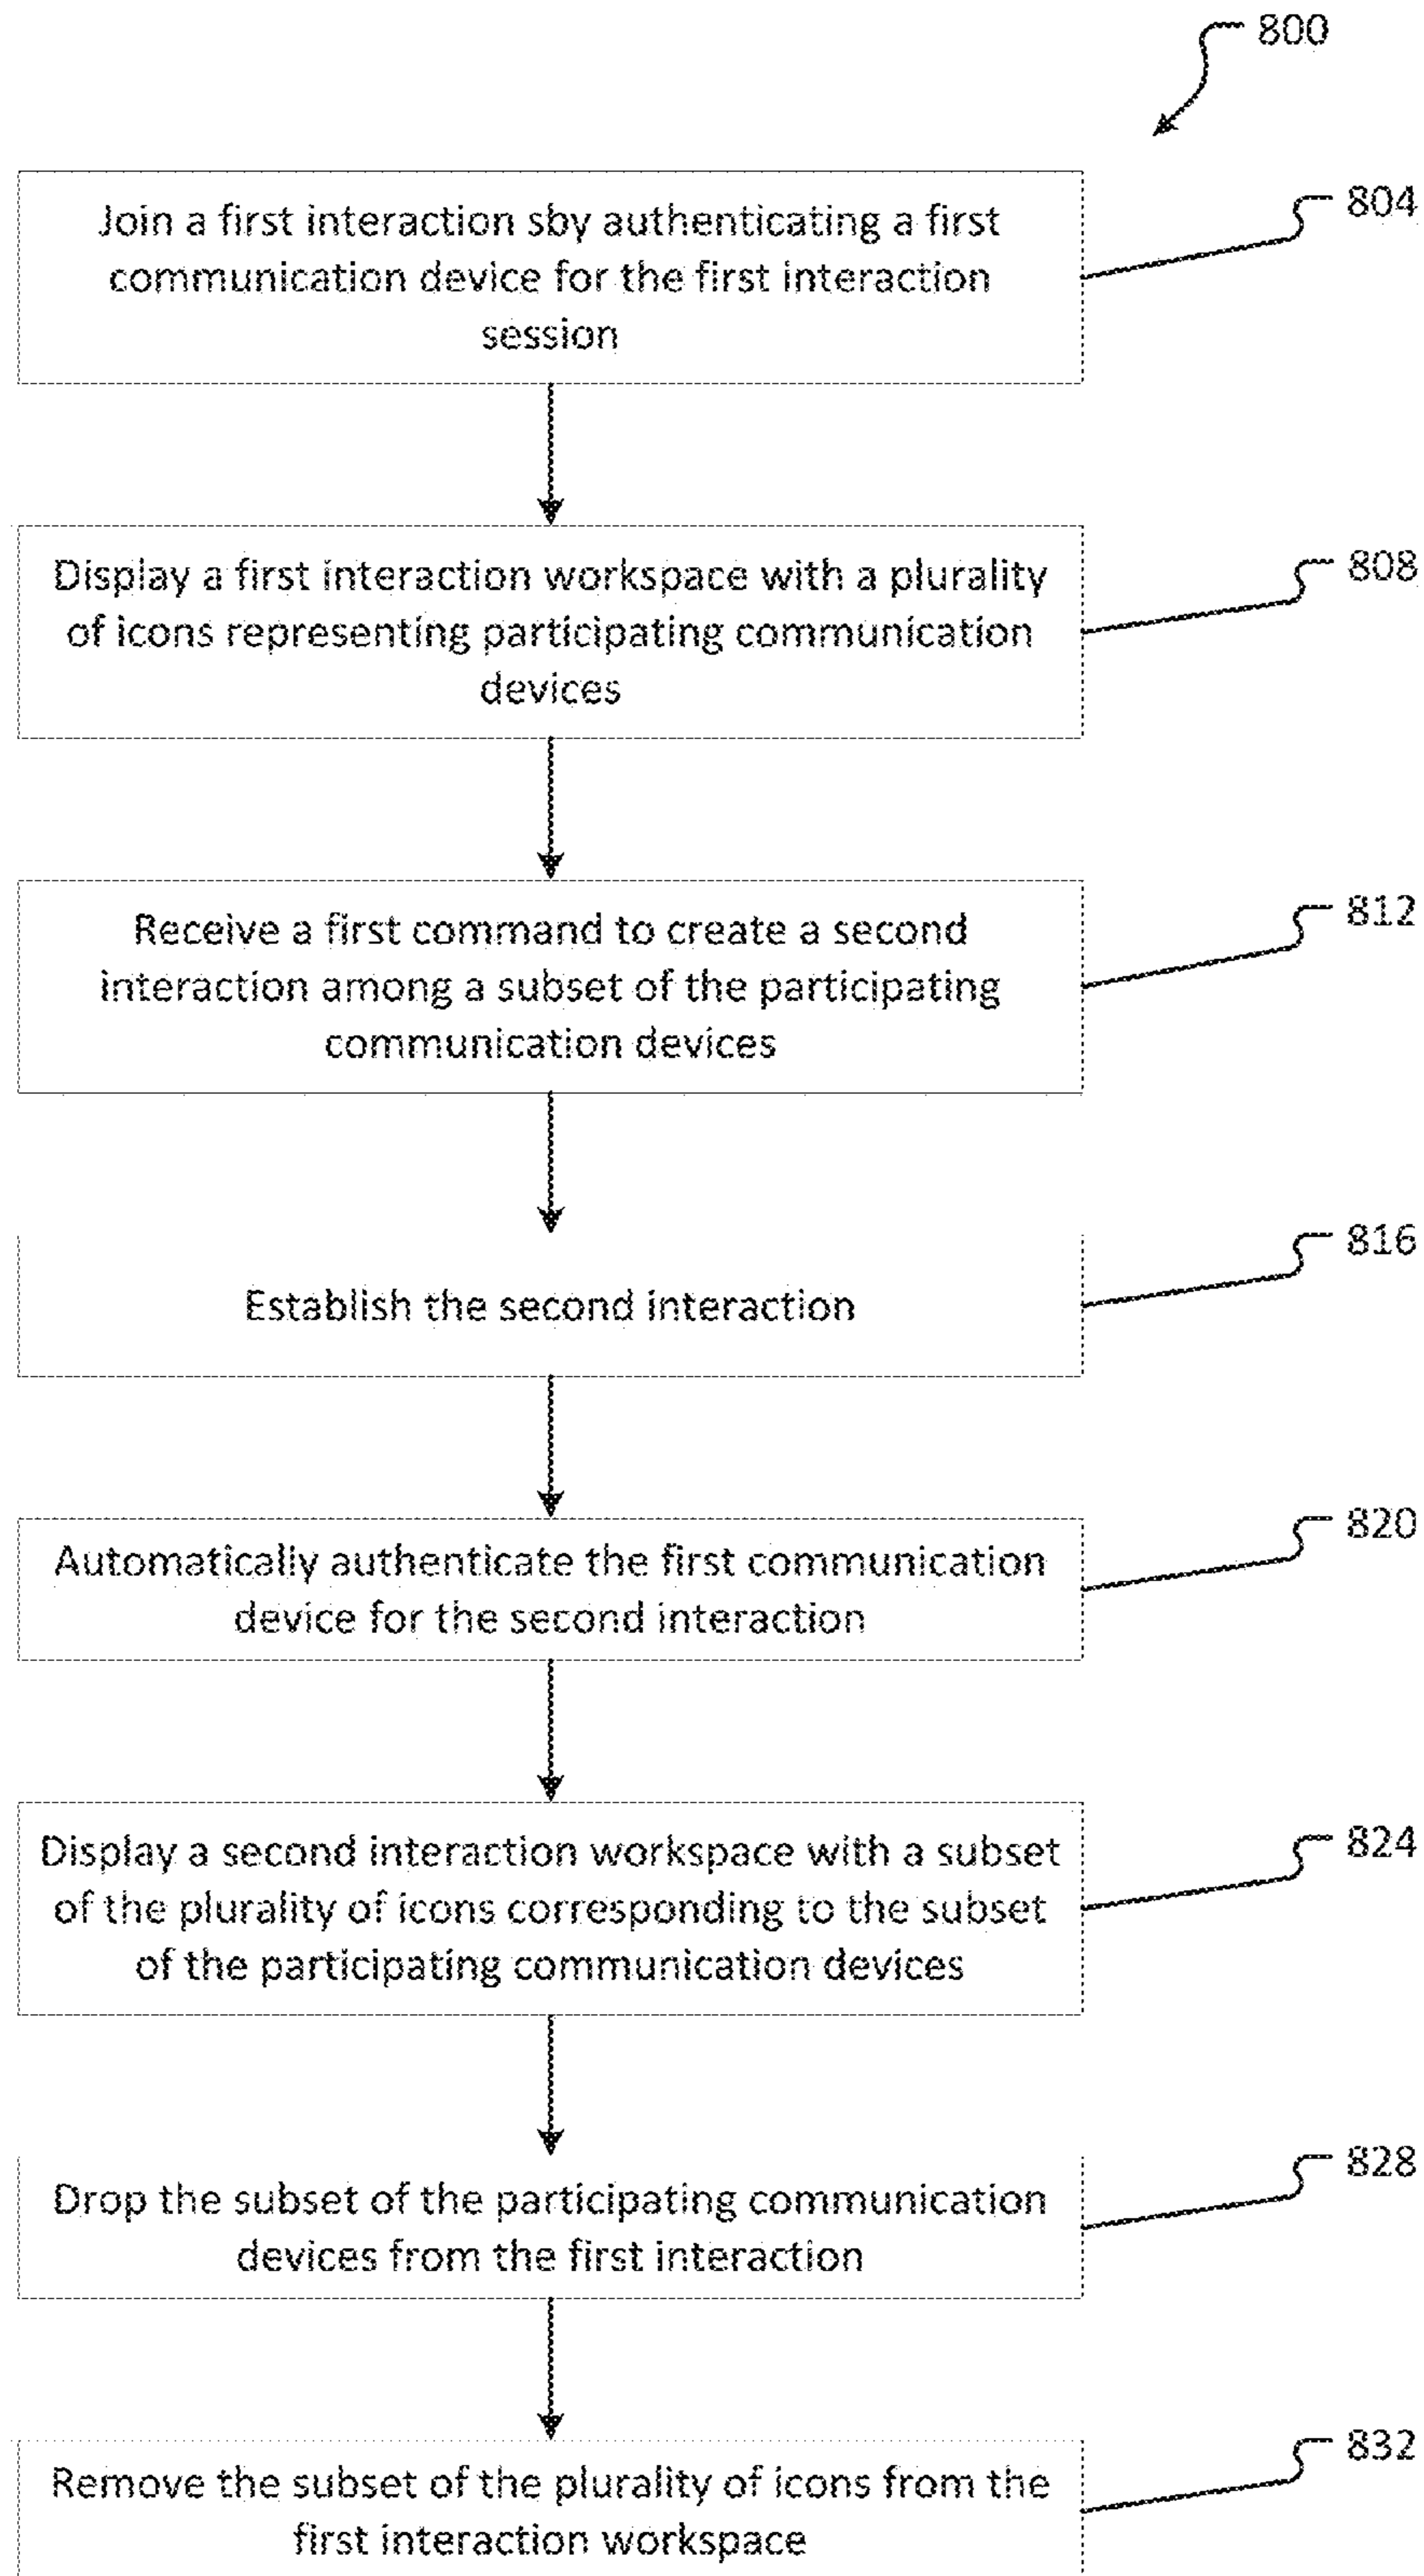 800
Join a first interaction sby authenticating a first
communication device for the first interaction
session
804
Display a first interaction workspace with a plurality
of icons representing participating communication
devices
808
Receive a first command to create a second
interaction among a subset of the participating
communication devices
812
Establish the second interaction
816
Automatically authenticate the first communication
device for the second interaction
820
Display a second interaction workspace with a subset
of the plurality of icons corresponding to the subset
of the participating communication devices
824
Drop the subset of the participating communication
devices from the first interaction
828
Remove the subset of the plurality of icons from the
first interaction workspace
832